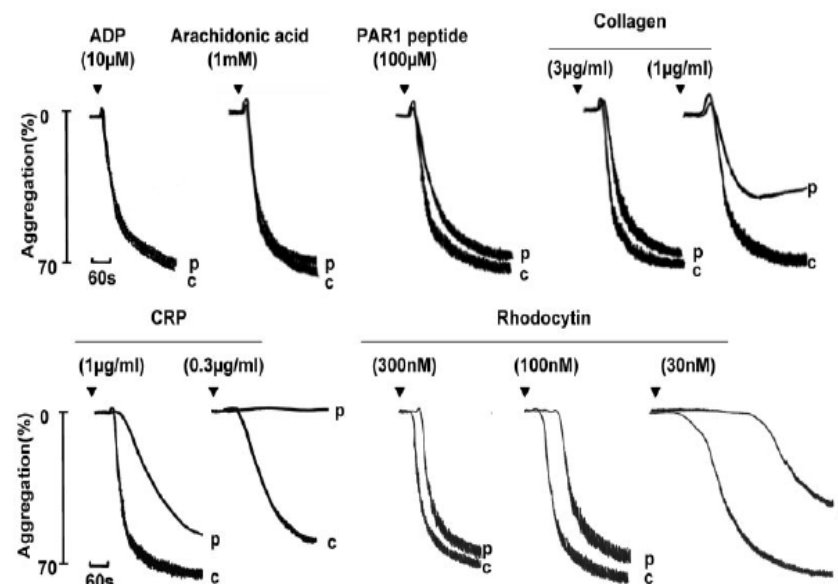 Collagen
ADP Arachidonic acid PAR1 peptide
(10µM) (1mM) (100µM) (3µg/ml) (1µg/ml)
0
Aggregation(%)
p
70 p p p p
c c c c c
60s
CRP Rhodocytin
(1µg/ml) (0.3µg/ml) (300nM) (100nM) (30nM)
0 p
Aggregation(%)
p c p p
c c c
70
60s